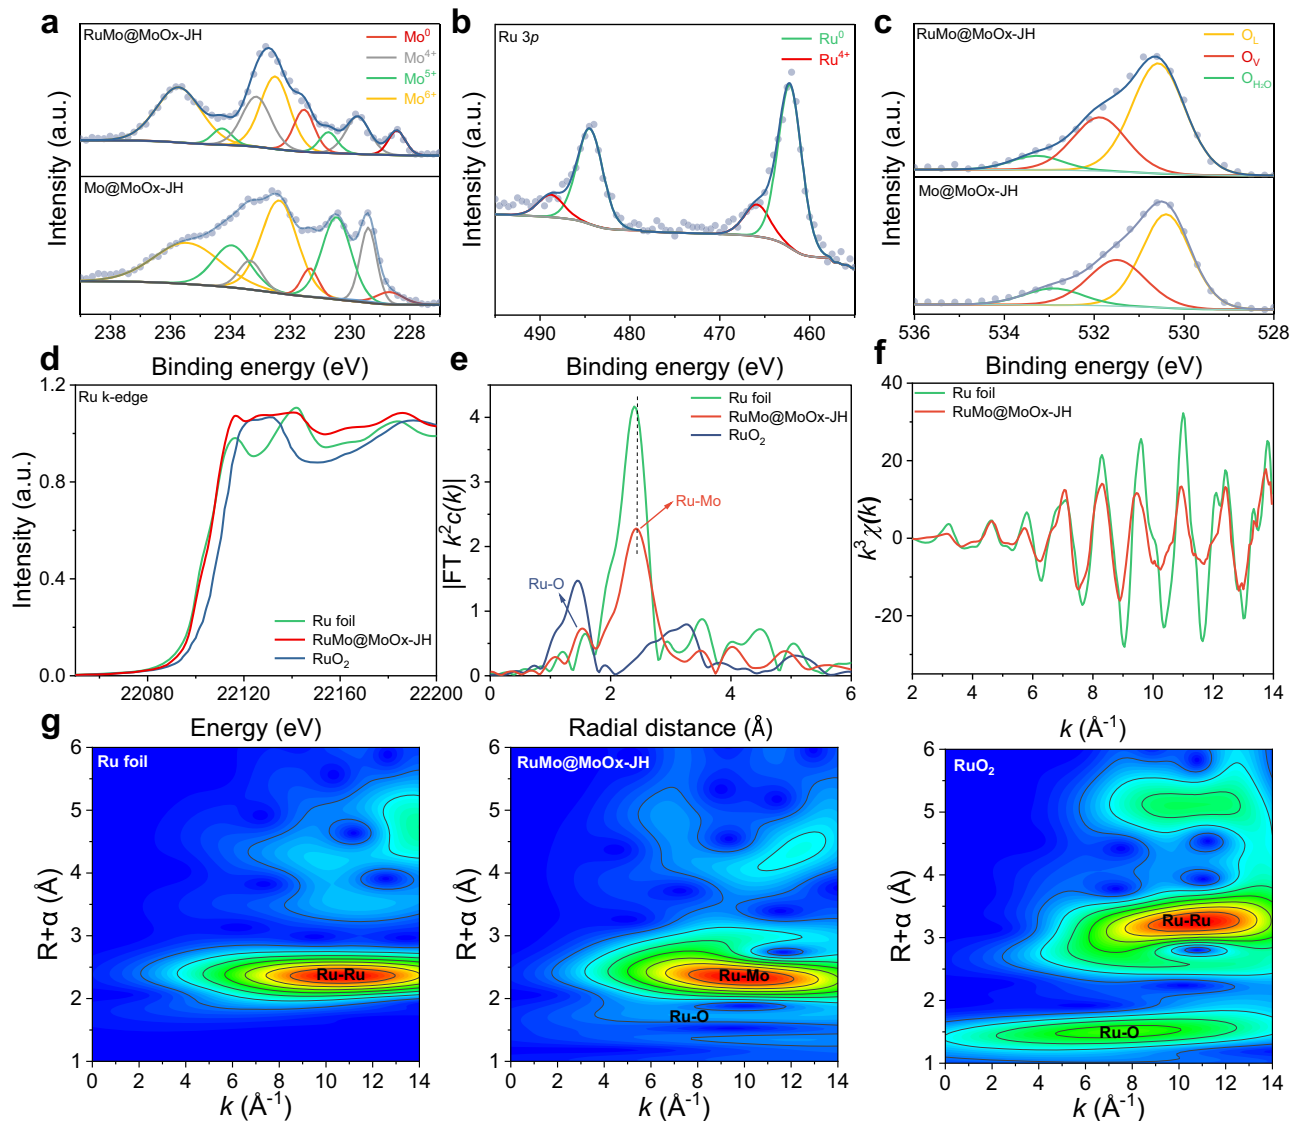 a
RuMo@MoOx-JH
Mo⁰
Mo⁴⁺
Mo⁵⁺
Mo⁶⁺
Mo@MoOx-JH
Intensity (a.u.)
238 236 234 232 230 228
Binding energy (eV)
b
Ru 3p
Ru⁰
Ru⁴⁺
Intensity (a.u.)
490 480 470 460
Binding energy (eV)
c
RuMo@MoOx-JH
O_L
O_V
O_H₂O
Mo@MoOx-JH
Intensity (a.u.)
536 534 532 530 528
Binding energy (eV)
d
Ru k-edge
1.2
0.8
0.4
0.0
Intensity (a.u.)
Ru foil
RuMo@MoOx-JH
RuO₂
22080 22120 22160 22200
Energy (eV)
e
Ru foil
RuMo@MoOx-JH
RuO₂
Ru-Mo
Ru-O
|FT k²c(k)|
4
3
2
1
0
0 2 4 6
Radial distance (Å)
f
Ru foil
RuMo@MoOx-JH
k³χ(k)
40
20
0
-20
2 4 6 8 10 12 14
k (Å⁻¹)
g
Ru foil
Ru-Ru
R+α (Å)
6
5
4
3
2
1
0 2 4 6 8 10 12 14
k (Å⁻¹)
RuMo@MoOx-JH
Ru-Mo
Ru-O
R+α (Å)
6
5
4
3
2
1
0 2 4 6 8 10 12 14
k (Å⁻¹)
RuO₂
Ru-Ru
Ru-O
R+α (Å)
6
5
4
3
2
1
0 2 4 6 8 10 12 14
k (Å⁻¹)